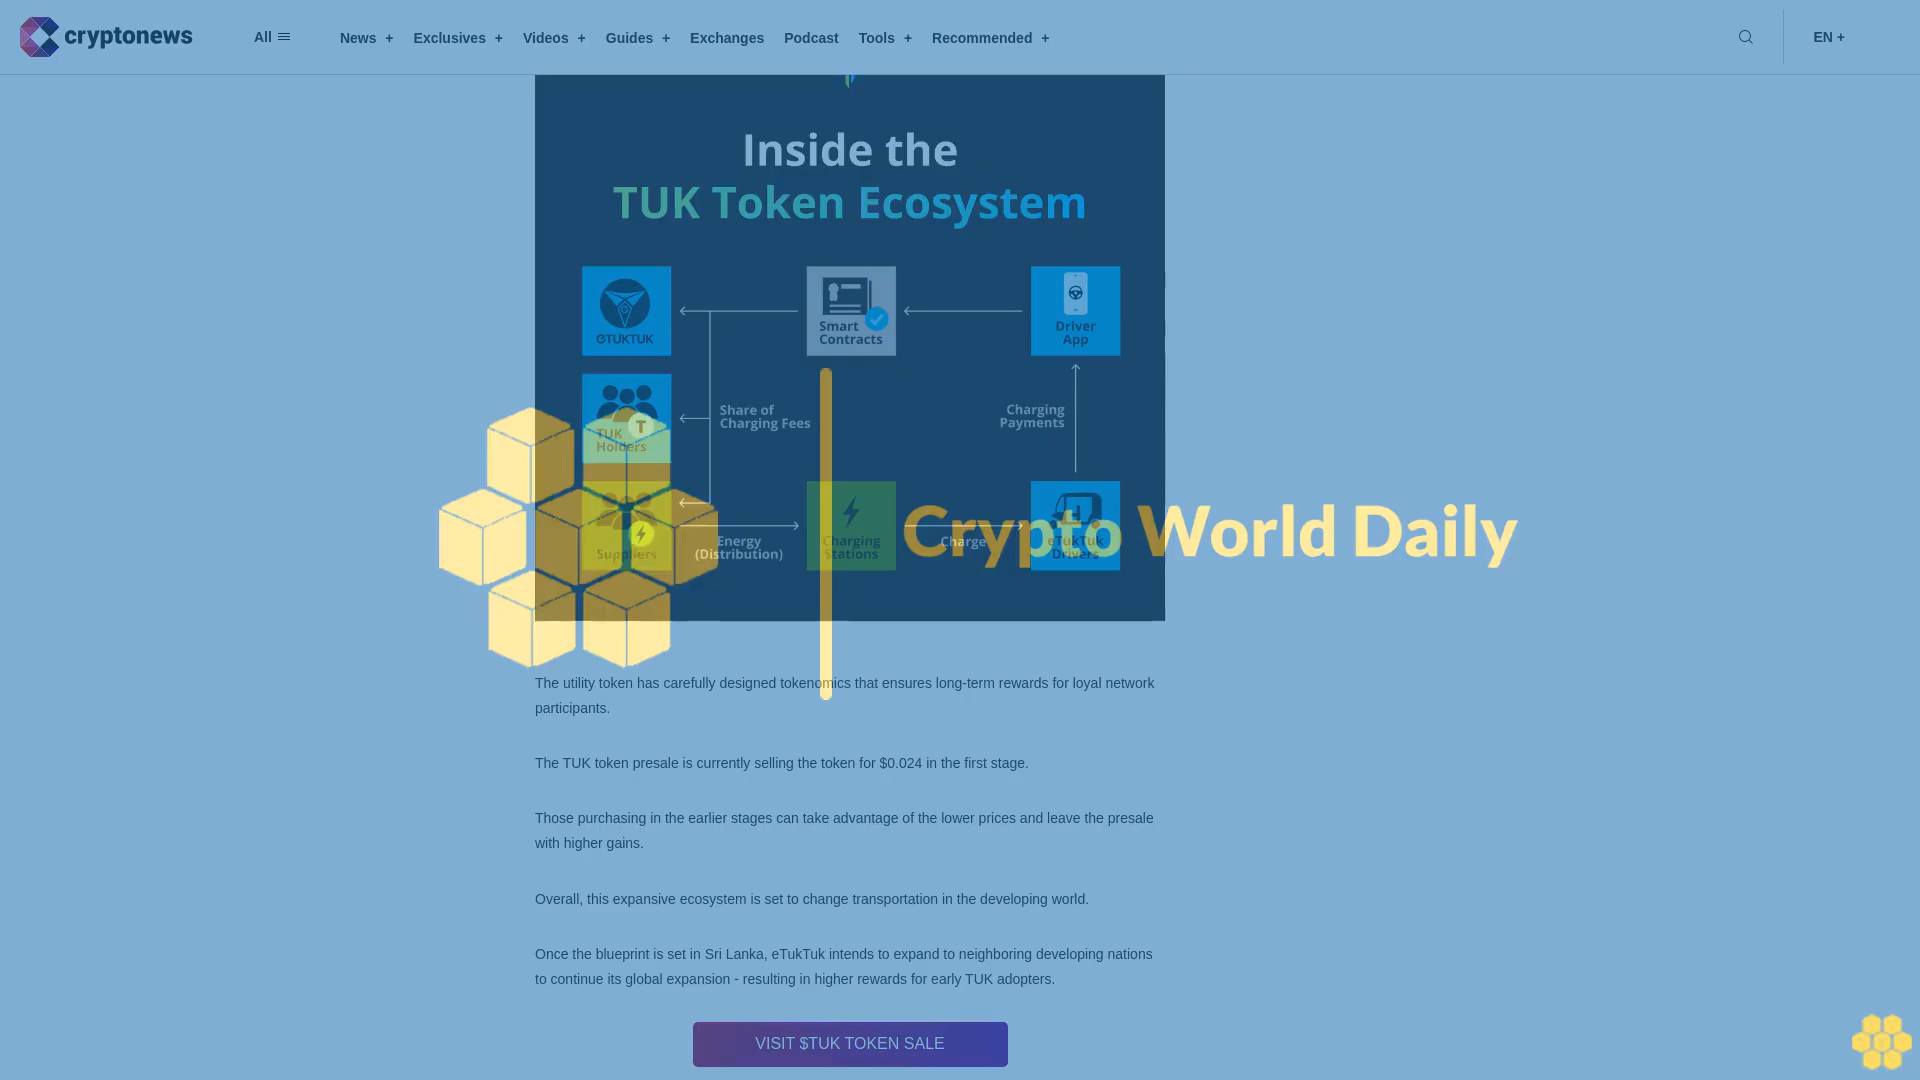 cryptonews
All
News +
Exclusives +
Videos +
Guides +
Exchanges
Podcast
Tools +
Recommended +
EN +
Inside the
TUK Token Ecosystem
eTUKTUK
Smart
Contracts
Driver
App
TUK
Holders
T
Share of
Charging Fees
Charging
Payments
Suppliers
Energy
(Distribution)
Charging
Stations
Charge
eTukTuk
Drivers
Crypto World Daily
The utility token has carefully designed tokenomics that ensures long-term rewards for loyal network
participants.
The TUK token presale is currently selling the token for $0.024 in the first stage.
Those purchasing in the earlier stages can take advantage of the lower prices and leave the presale
with higher gains.
Overall, this expansive ecosystem is set to change transportation in the developing world.
Once the blueprint is set in Sri Lanka, eTukTuk intends to expand to neighboring developing nations
to continue its global expansion - resulting in higher rewards for early TUK adopters.
VISIT $TUK TOKEN SALE